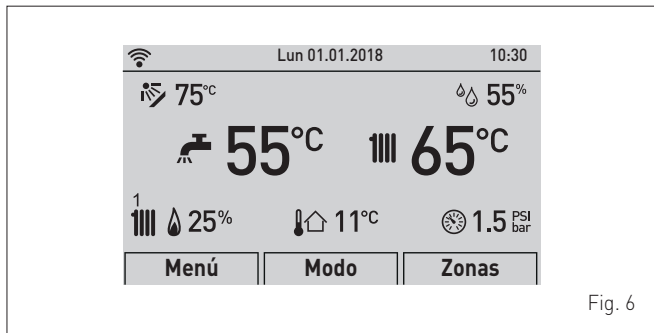 Lun 01.01.2018 10:30
75°C 55%
55°C 65°C
1
25% 11°C 1.5 PSI bar
Menú Modo Zonas
Fig. 6